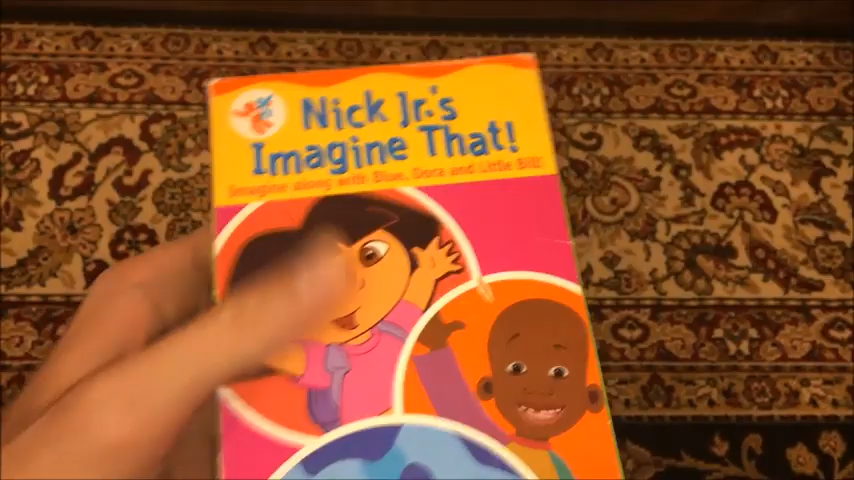 Nick Jr.'s
Imagine That!
Imagine along with Blue, Dora and Little Bill!